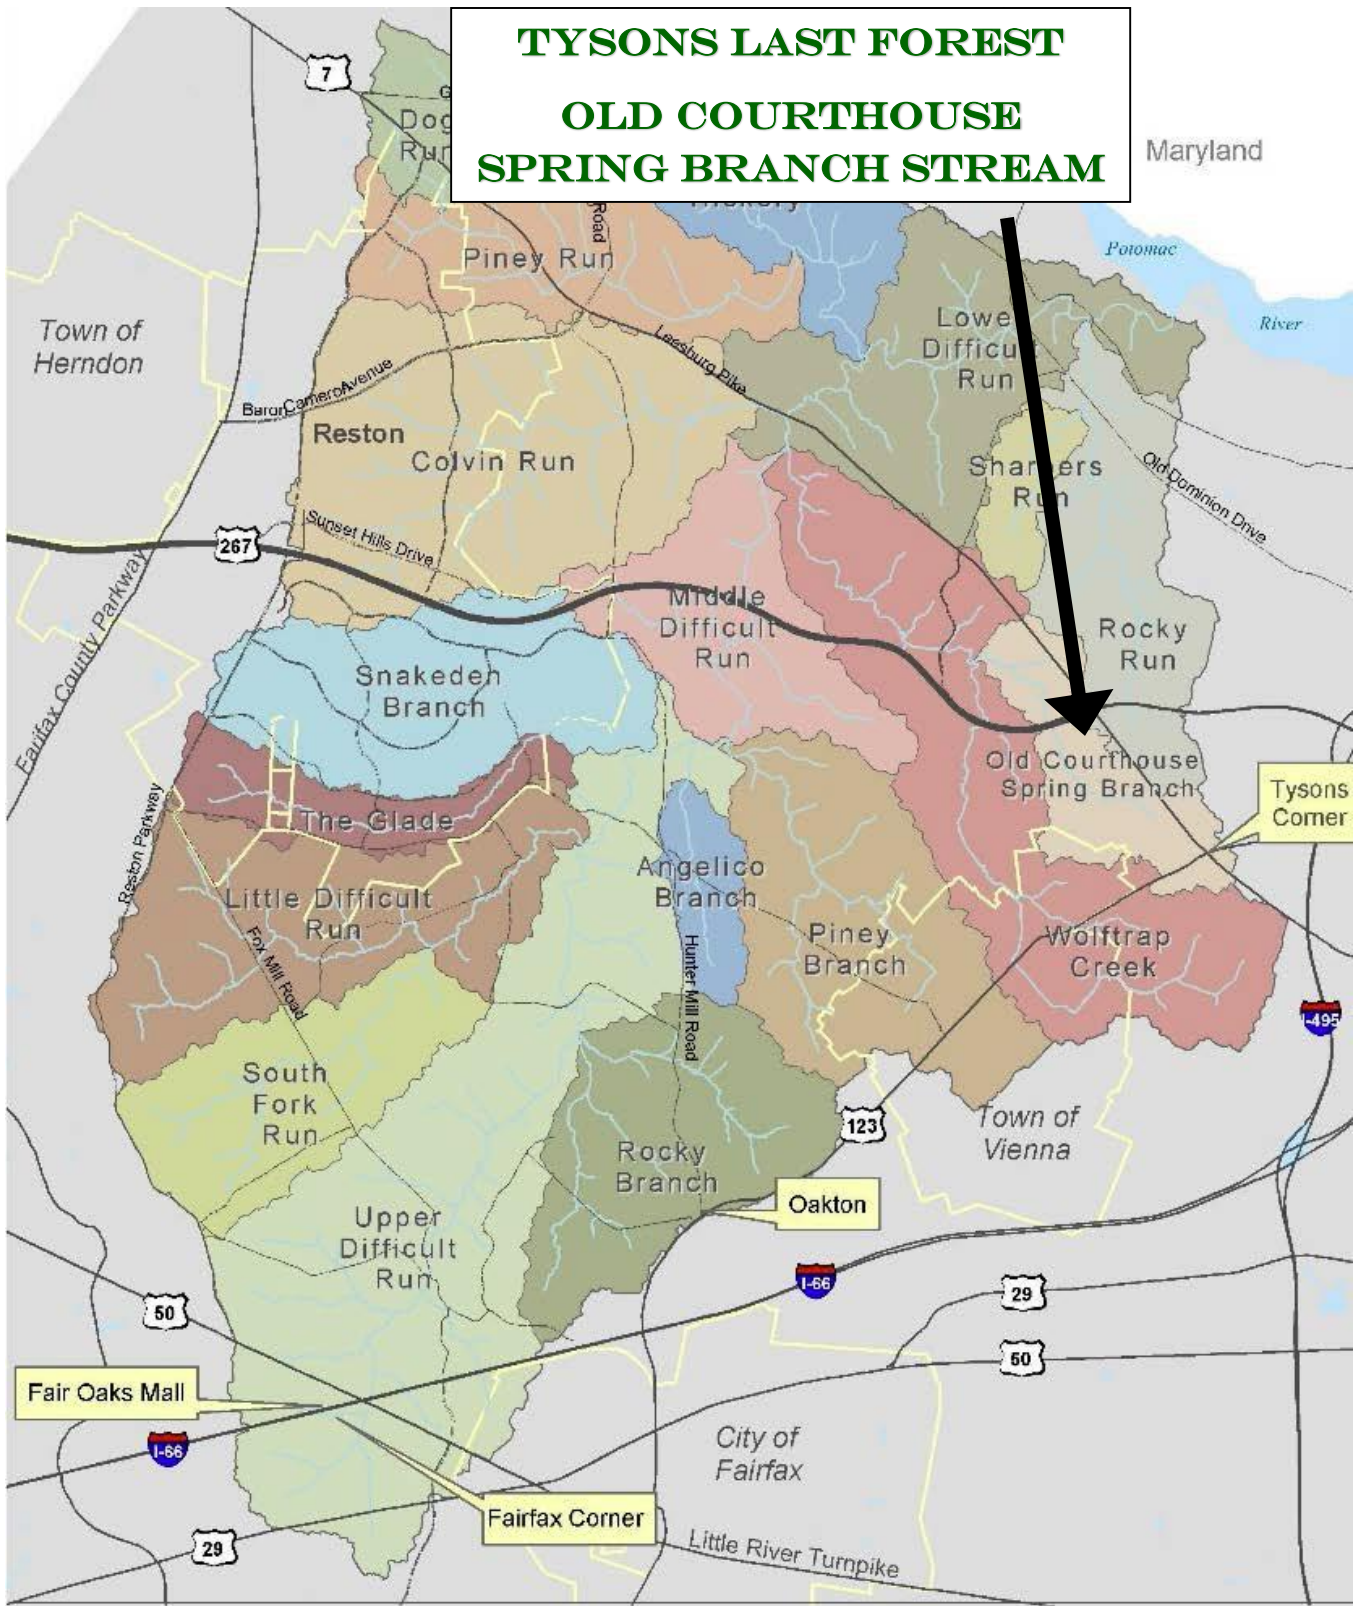 TYSONS LAST FOREST
OLD COURTHOUSE
SPRING BRANCH STREAM
7
Maryland
Road
Piney Run
Potomac
River
Town of
Herndon
Leesburg Pike
Lowe
Difficult
Run
Baron Cameron Avenue
Reston
Colvin Run
Run
Old Dominion Drive
Sunset Hills Drive
267
Fairfax County Parkway
Middle
Difficult
Run
Rocky
Run
Snakeden
Branch
Old Courthouse
Spring Branch
Tysons
Corner
Reston Parkway
The Glade
Angelico
Branch
Little Difficult
Run
Fox Mill Road
Hunter Mill Road
Piney
Branch
Wolftrap
Creek
I-495
South
Fork
Run
123
Town of
Vienna
Rocky
Branch
Oakton
Upper
Difficult
Run
I-66
29
50
50
Fair Oaks Mall
I-66
City of
Fairfax
Fairfax Corner
29
Little River Turnpike